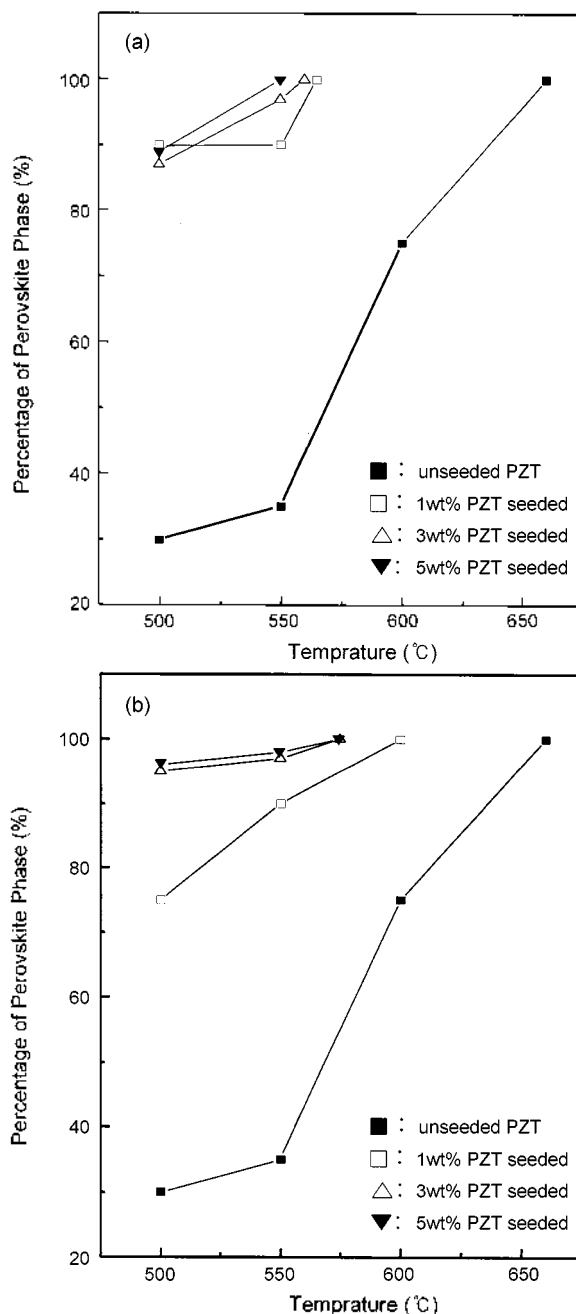 (a)
Percentage of Perovskite Phase (%)
100
80
60
40
20
500
550
600
650
Temprature (℃)
■ : unseeded PZT
□ : 1wt% PZT seeded
△ : 3wt% PZT seeded
▼ : 5wt% PZT seeded
(b)
Percentage of Perovskite Phase (%)
100
80
60
40
20
500
550
600
650
Temprature (℃)
■ : unseeded PZT
□ : 1wt% PZT seeded
△ : 3wt% PZT seeded
▼ : 5wt% PZT seeded